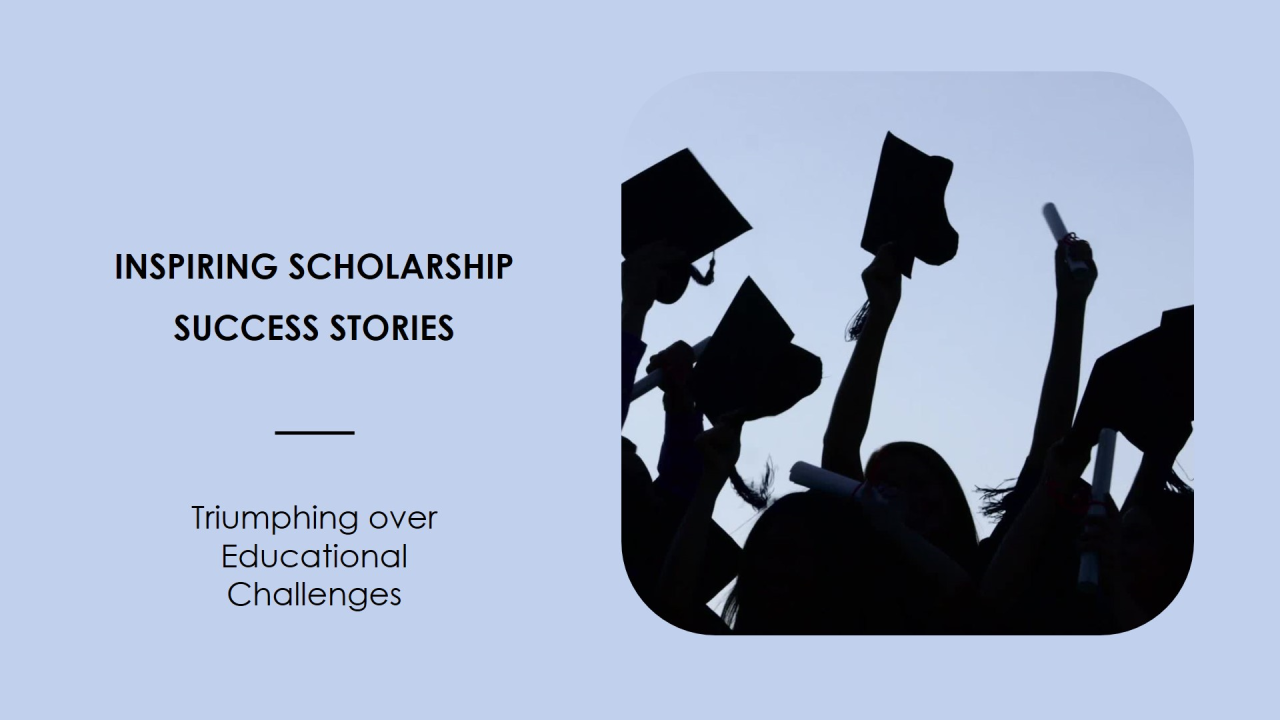 INSPIRING SCHOLARSHIP
SUCCESS STORIES
Triumphing over
Educational
Challenges